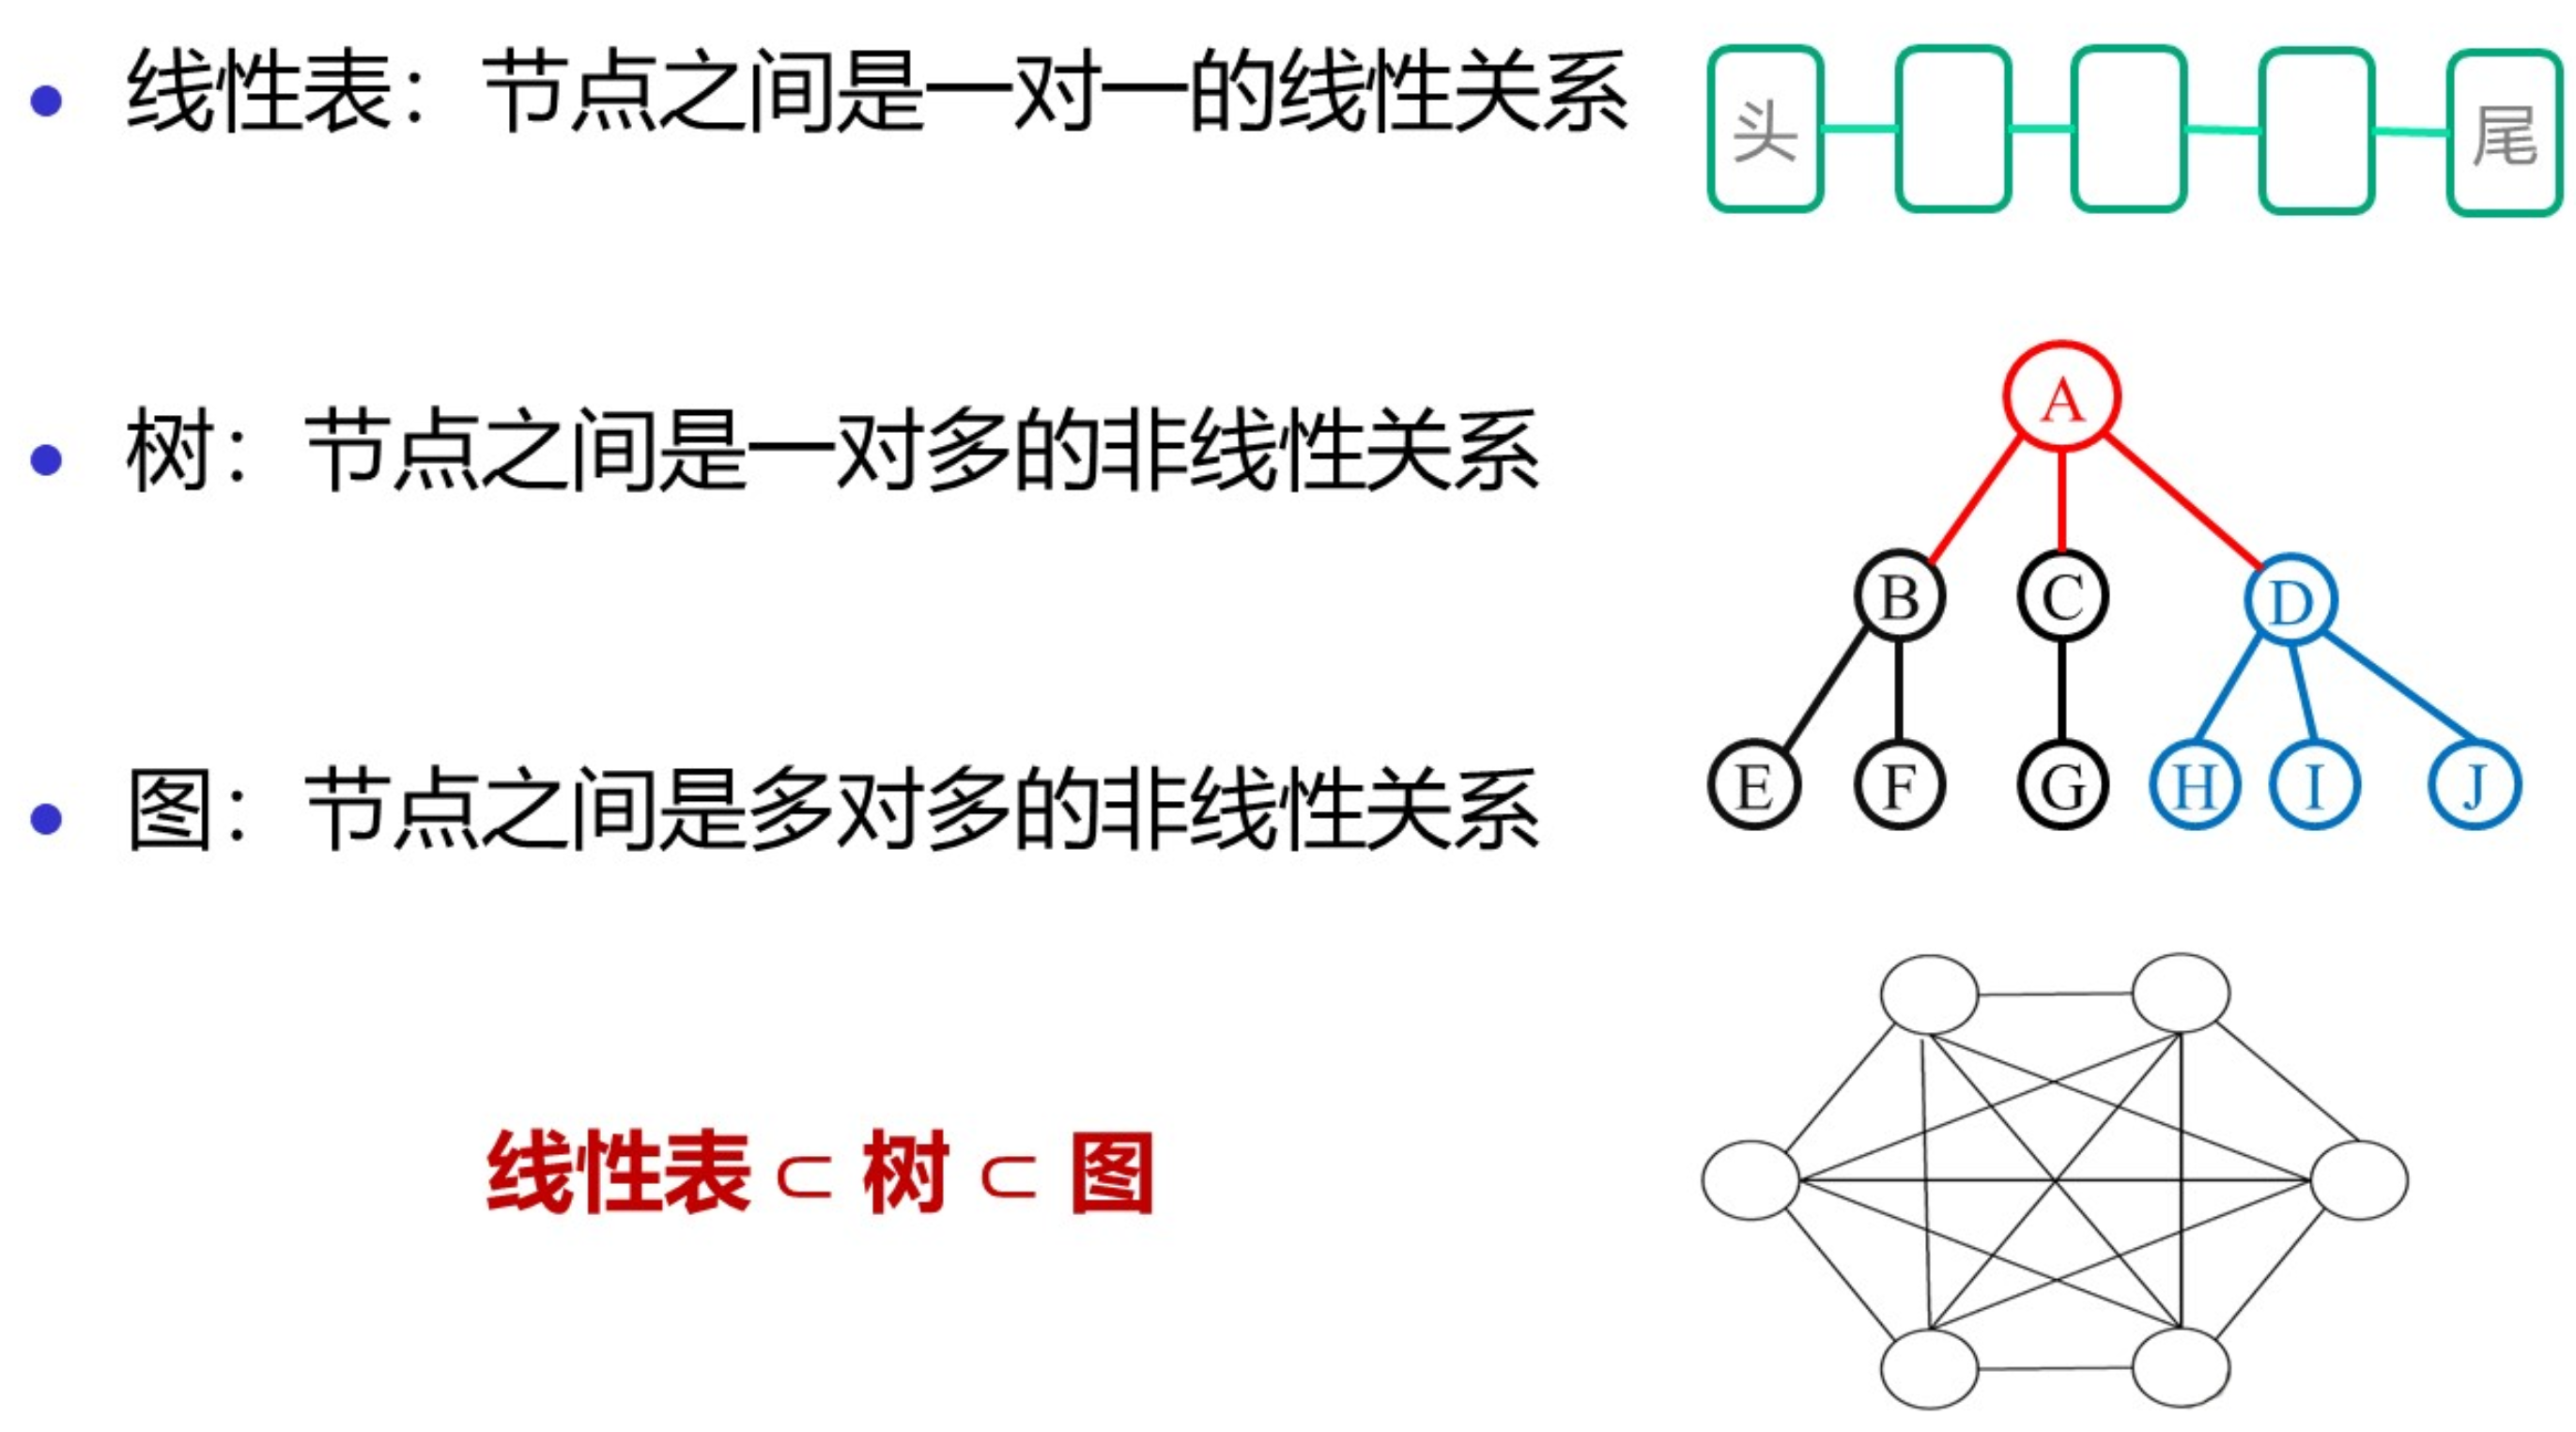 线性表：节点之间是一对一的线性关系
头 尾
树：节点之间是一对多的非线性关系
A
B C D
E F G H I J
图：节点之间是多对多的非线性关系
线性表 ⊂ 树 ⊂ 图